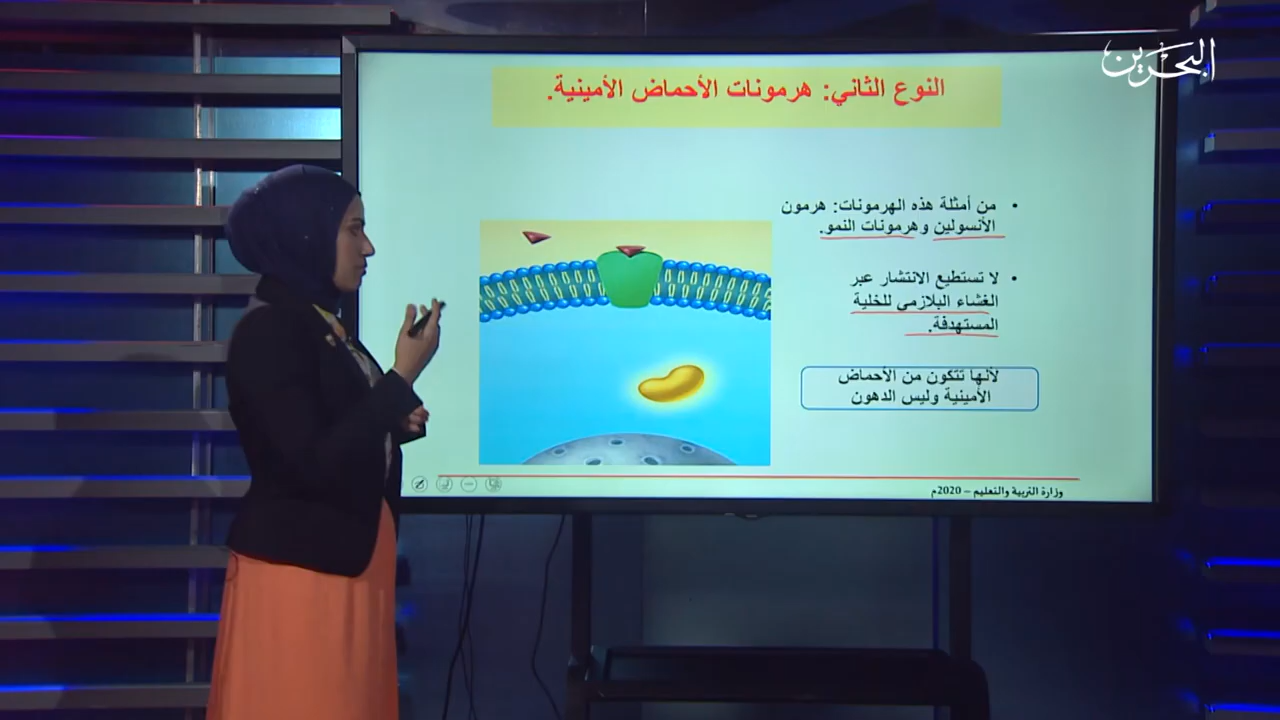 البحرين
النوع الثاني: هرمونات الأحماض الأمينية.
• من أمثلة هذه الهرمونات: هرمون
الأنسولين وهرمونات النمو.
• لا تستطيع الانتشار عبر
الغشاء البلازمي للخلية
المستهدفة.
لأنها تتكون من الأحماض
الأمينية وليس الدهون
وزارة التربية والتعليم – 2020م